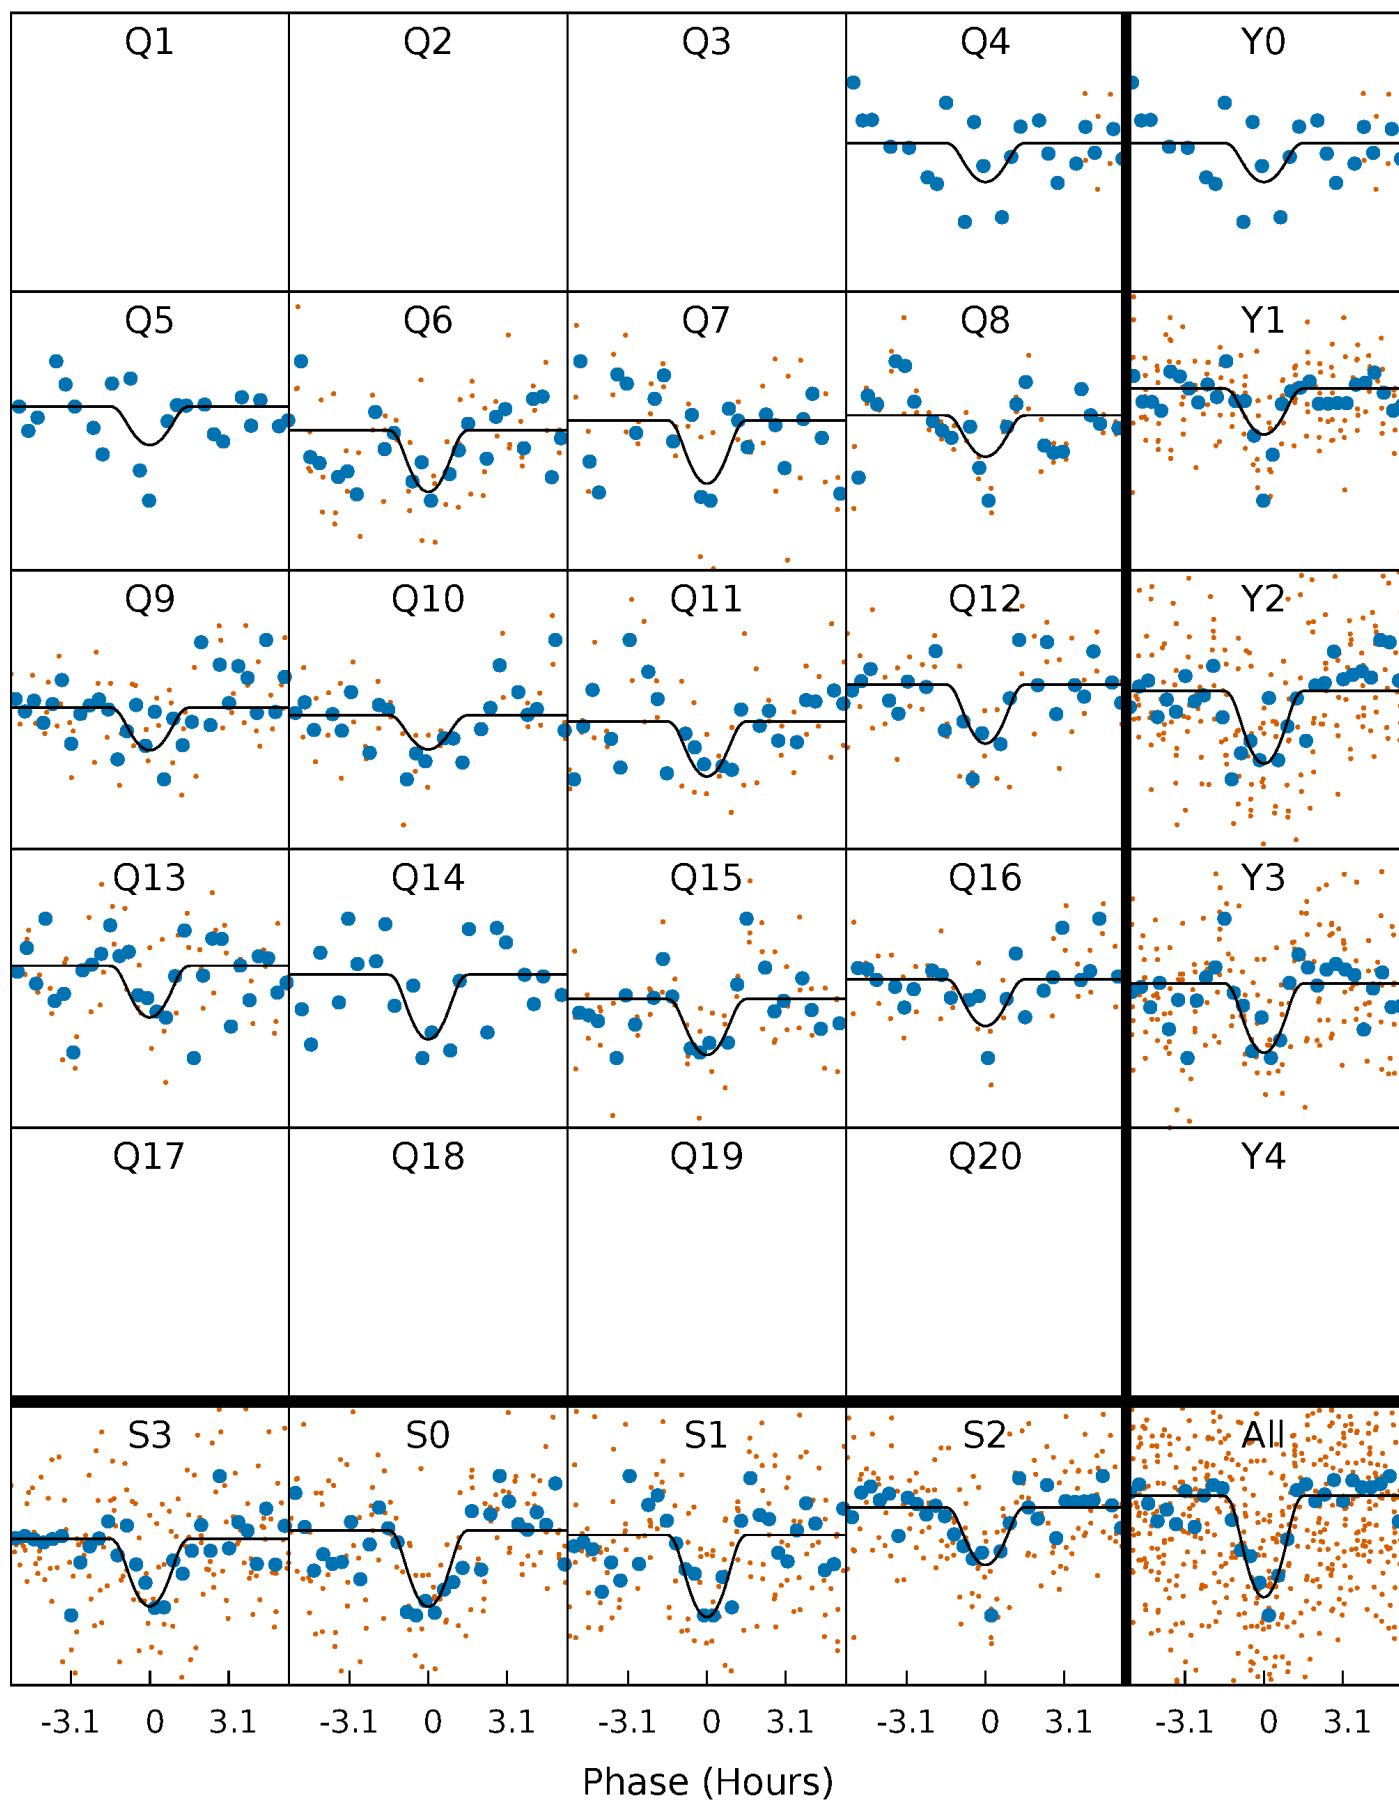 Q1 Q2 Q3 Q4 Y0
Q5 Q6 Q7 Q8 Y1
Q9 Q10 Q11 Q12 Y2
Q13 Q14 Q15 Q16 Y3
Q17 Q18 Q19 Q20 Y4
S3 S0 S1 S2 All
-3.1 0 3.1 -3.1 0 3.1 -3.1 0 3.1 -3.1 0 3.1 -3.1 0 3.1
Phase (Hours)